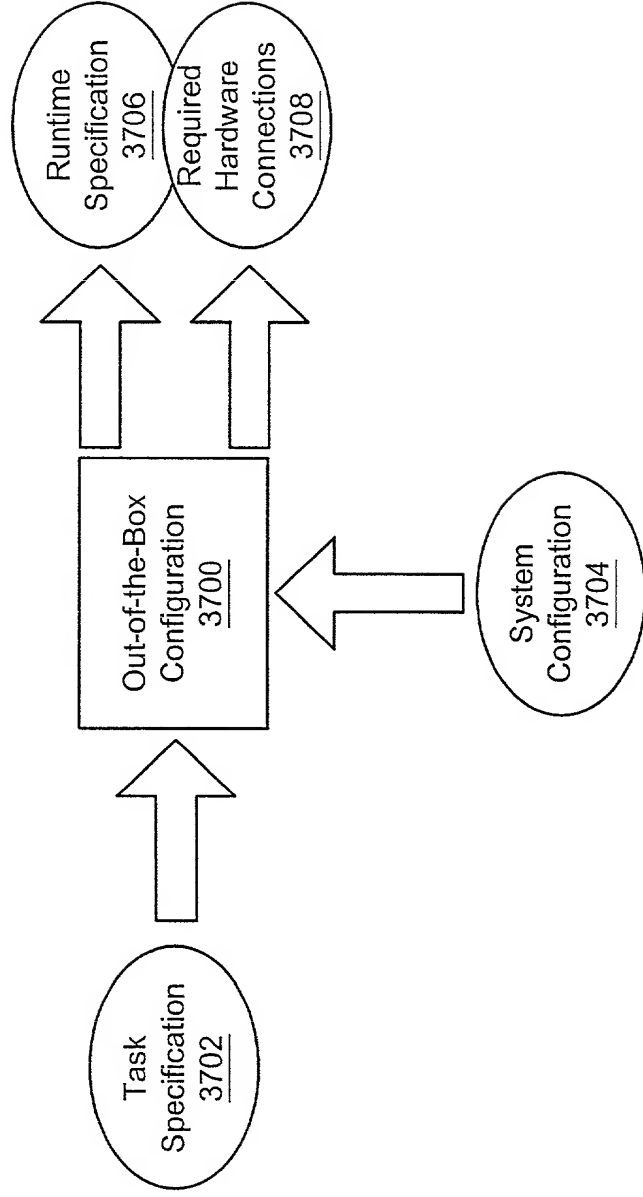 Task
Specification
3702
Out-of-the-Box
Configuration
3700
System
Configuration
3704
Runtime
Specification
3706
Required
Hardware
Connections
3708